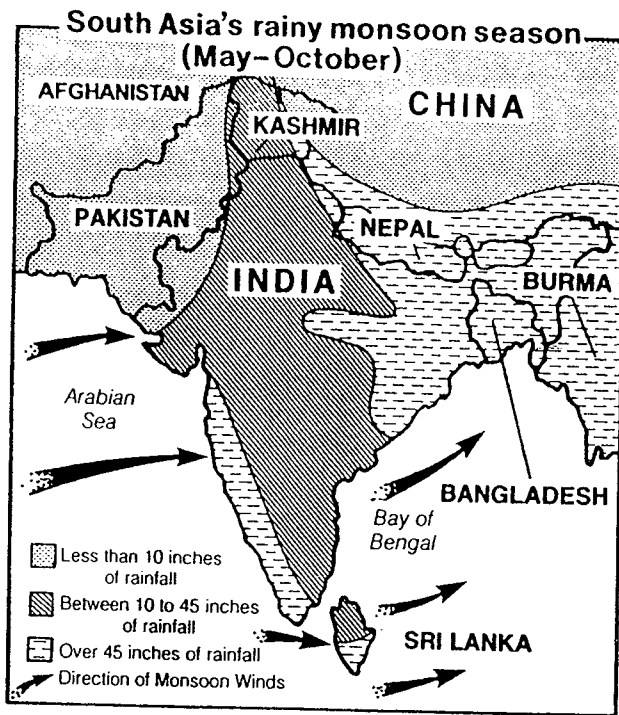 South Asia's rainy monsoon season
(May–October)
AFGHANISTAN
CHINA
KASHMIR
PAKISTAN
NEPAL
INDIA
BURMA
Arabian
Sea
BANGLADESH
Bay of
Bengal
Less than 10 inches
of rainfall
Between 10 to 45 inches
of rainfall
SRI LANKA
Over 45 inches of rainfall
Direction of Monsoon Winds